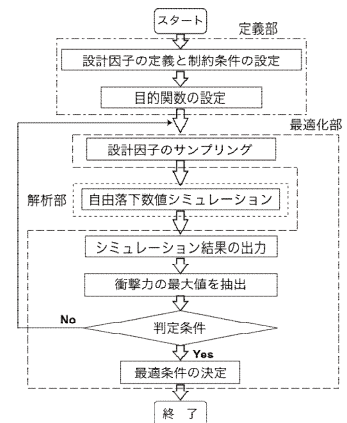 スタート
定義部
設計因子の定義と制約条件の設定
目的関数の設定
最適化部
設計因子のサンプリング
解析部
自由落下数値シミュレーション
シミュレーション結果の出力
衝撃力の最大値を抽出
No
判定条件
Yes
最適条件の決定
終 了